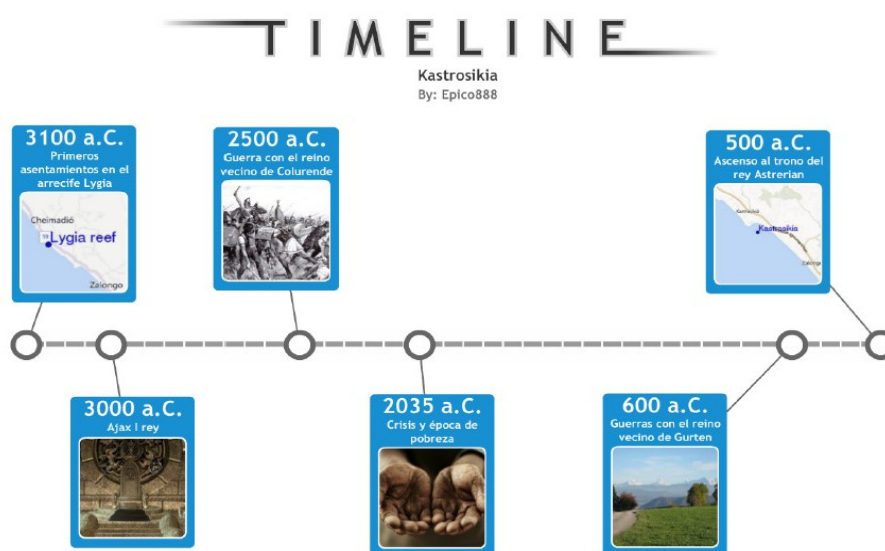 TIMELINE
Kastrosikia
By: Epico888
3100 a.C.
Primeros
asentamientos en el
arrecife Lygia
Cheimadió
Lygia reef
Zalongo
3000 a.C.
Ajax I rey
2500 a.C.
Guerra con el reino
vecino de Colurende
2035 a.C.
Crisis y época de
pobreza
600 a.C.
Guerras con el reino
vecino de Gurten
500 a.C.
Ascenso al trono del
rey Astrerian
Kastrosikia